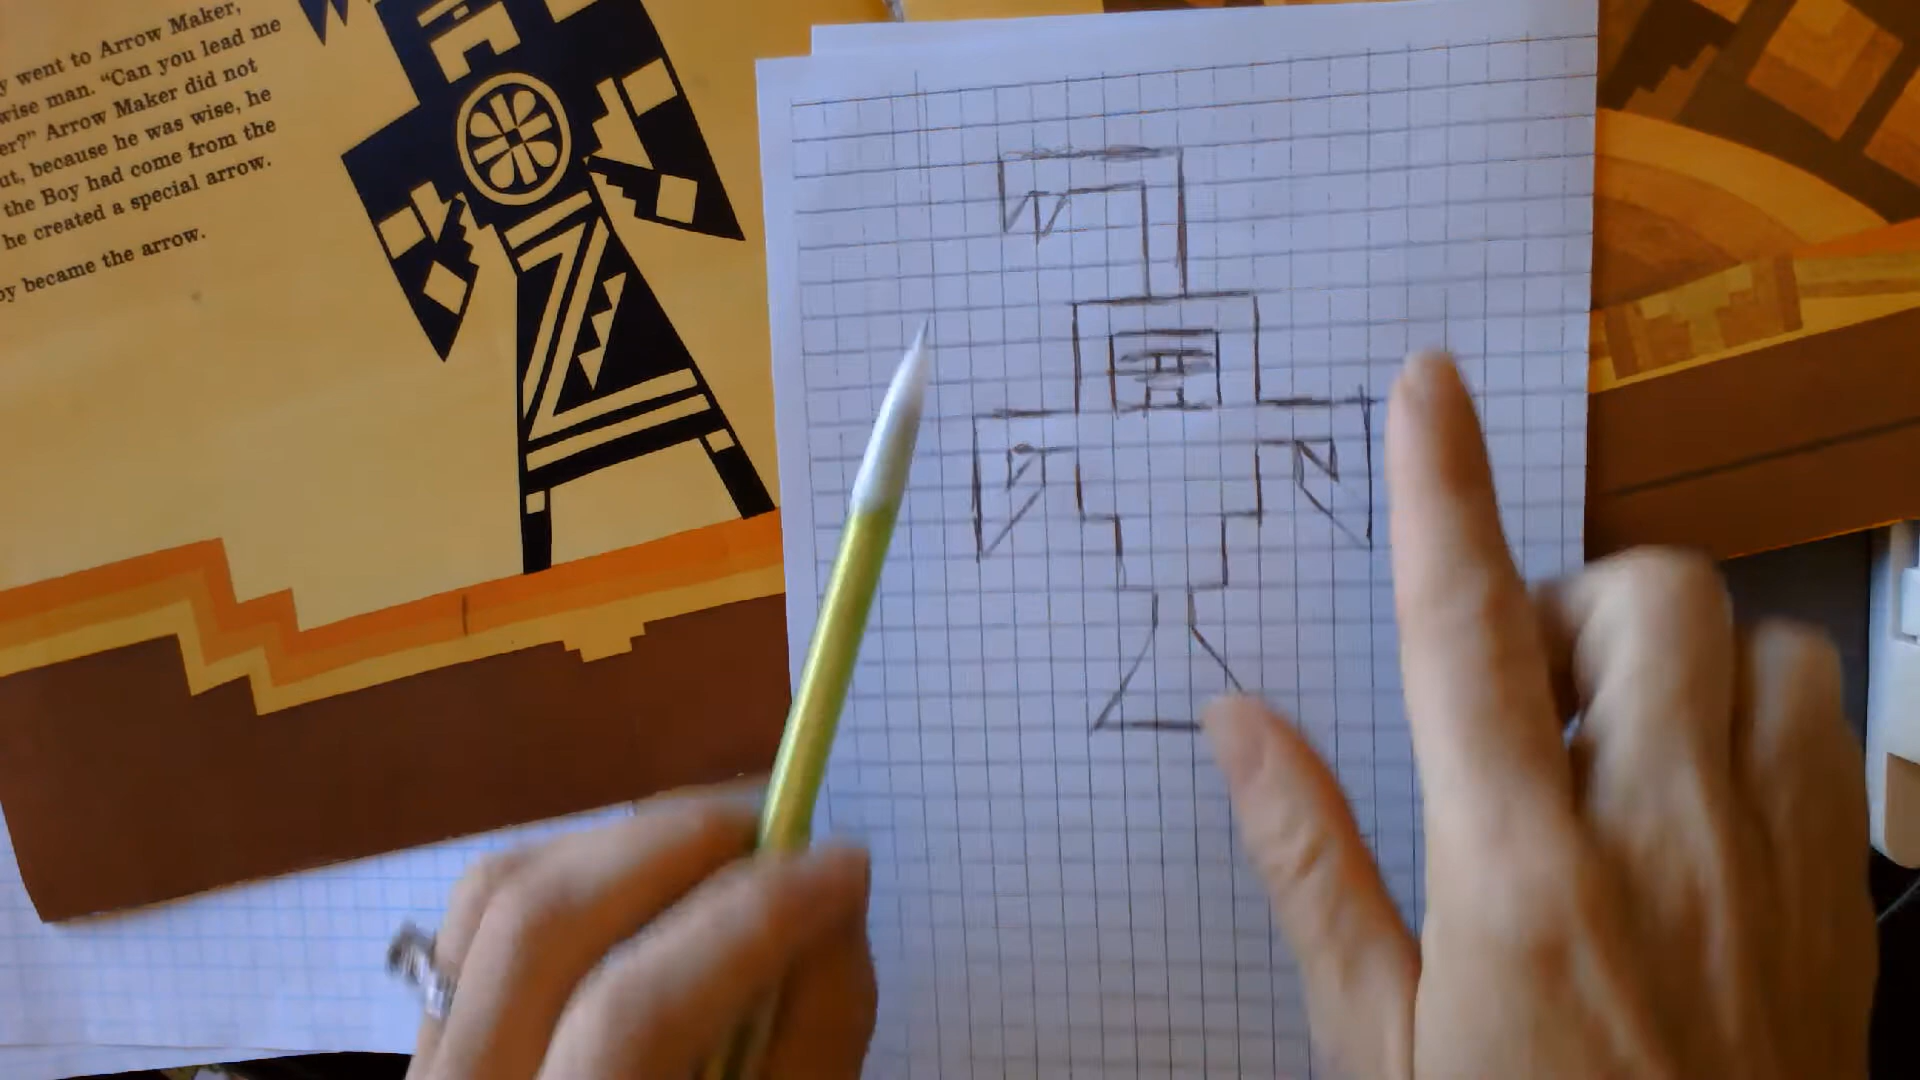 y went to Arrow Maker,
wise man. “Can you lead me
er?” Arrow Maker did not
ut, because he was wise, he
the Boy had come from the
he created a special arrow.
oy became the arrow.